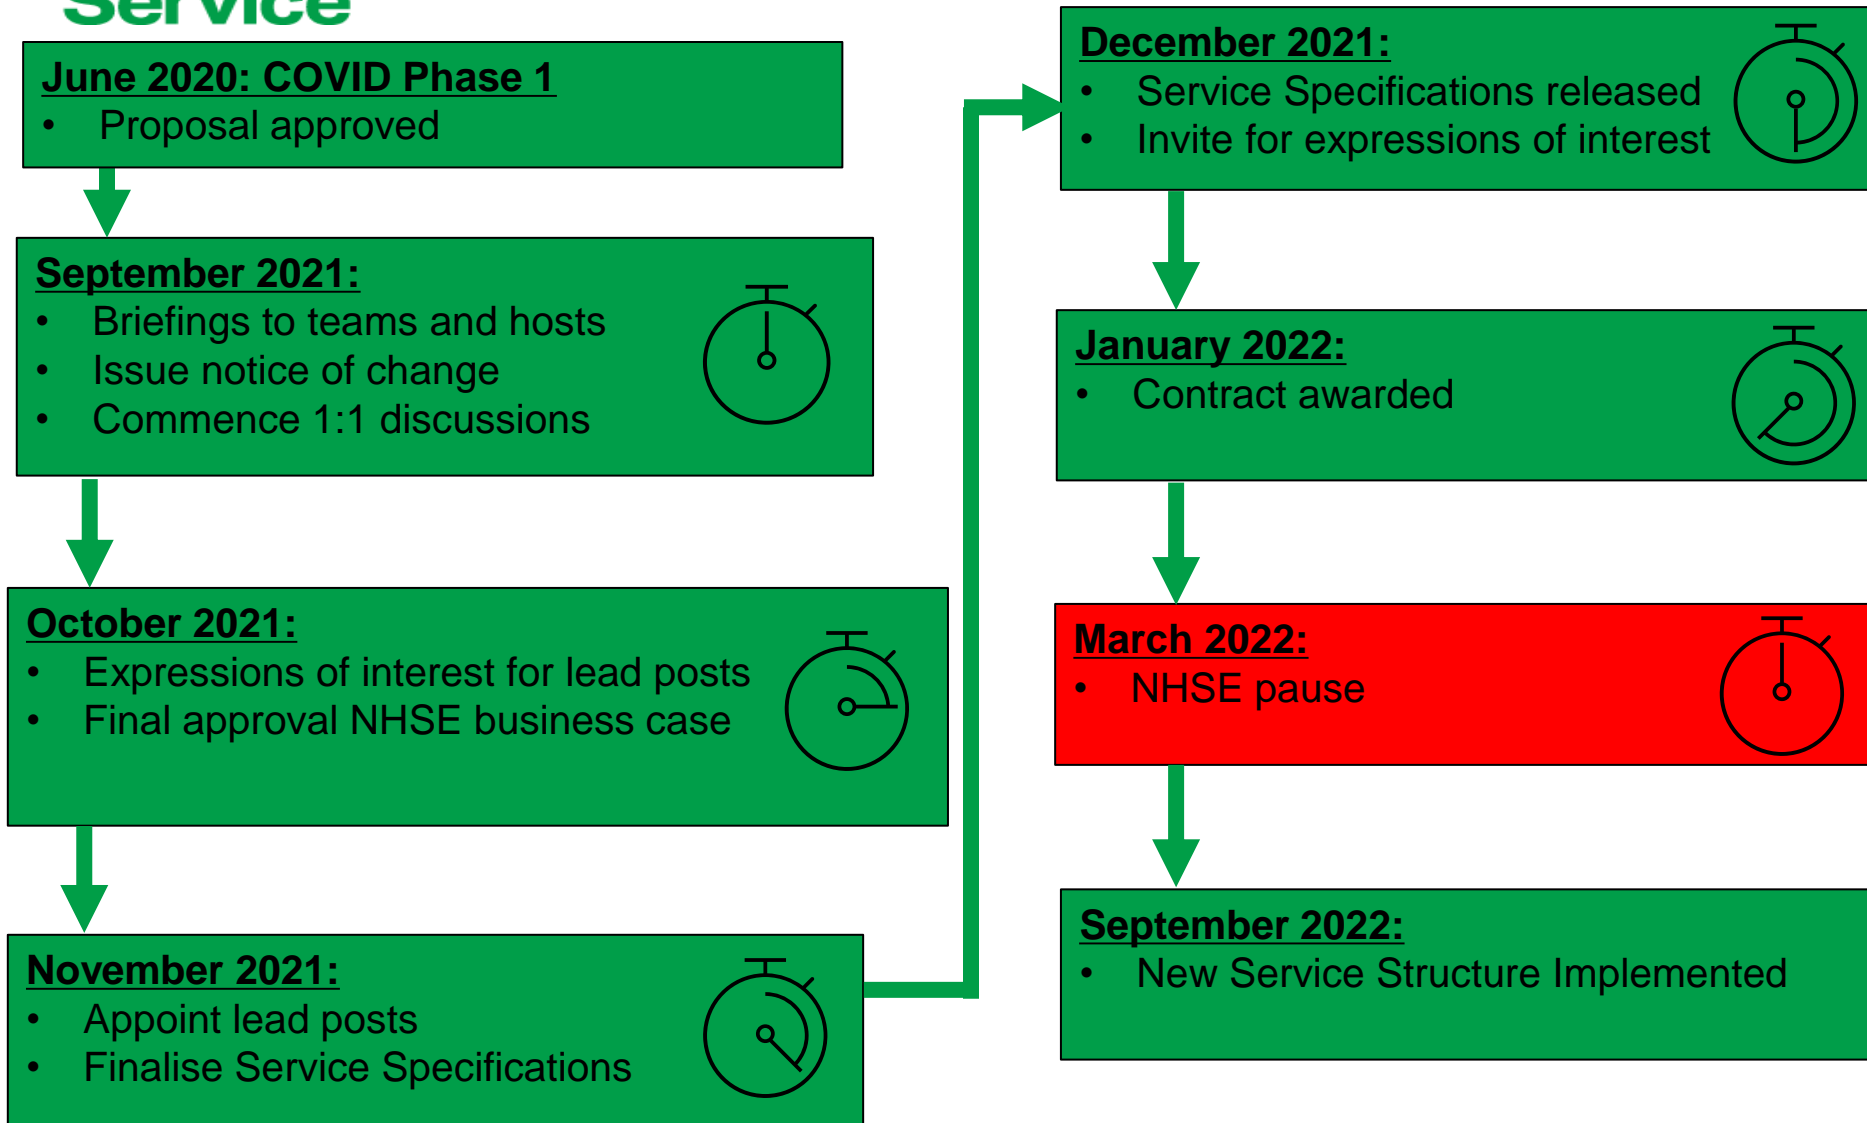 Service
June 2020: COVID Phase 1
• Proposal approved
September 2021:
• Briefings to teams and hosts
• Issue notice of change
• Commence 1:1 discussions
October 2021:
• Expressions of interest for lead posts
• Final approval NHSE business case
November 2021:
• Appoint lead posts
• Finalise Service Specifications
December 2021:
• Service Specifications released
• Invite for expressions of interest
January 2022:
• Contract awarded
March 2022:
• NHSE pause
September 2022:
• New Service Structure Implemented